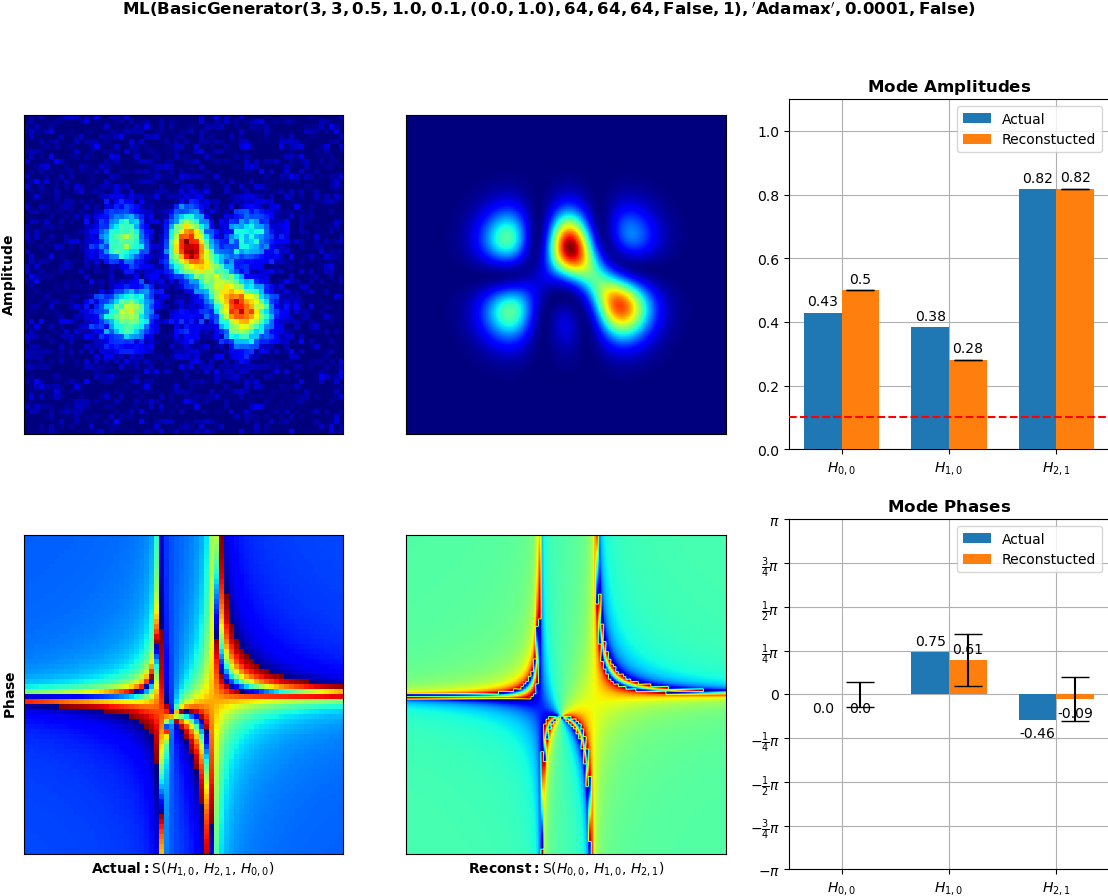 ML(BasicGenerator(3, 3, 0.5, 1.0, 0.1, (0.0, 1.0), 64, 64, 64, False, 1), ′Adamax′, 0.0001, False)
Amplitude
Mode Amplitudes
Actual
Reconstucted
1.0
0.8
0.6
0.4
0.2
0.0
0.43
0.5
0.38
0.28
0.82
0.82
H0,0
H1,0
H2,1
Phase
Actual: S(H1,0, H2,1, H0,0)
Reconst: S(H0,0, H1,0, H2,1)
Mode Phases
Actual
Reconstucted
π
3/4π
1/2π
1/4π
0
−1/4π
−1/2π
−3/4π
−π
0.0
0.0
0.75
0.61
-0.46
-0.09
H0,0
H1,0
H2,1